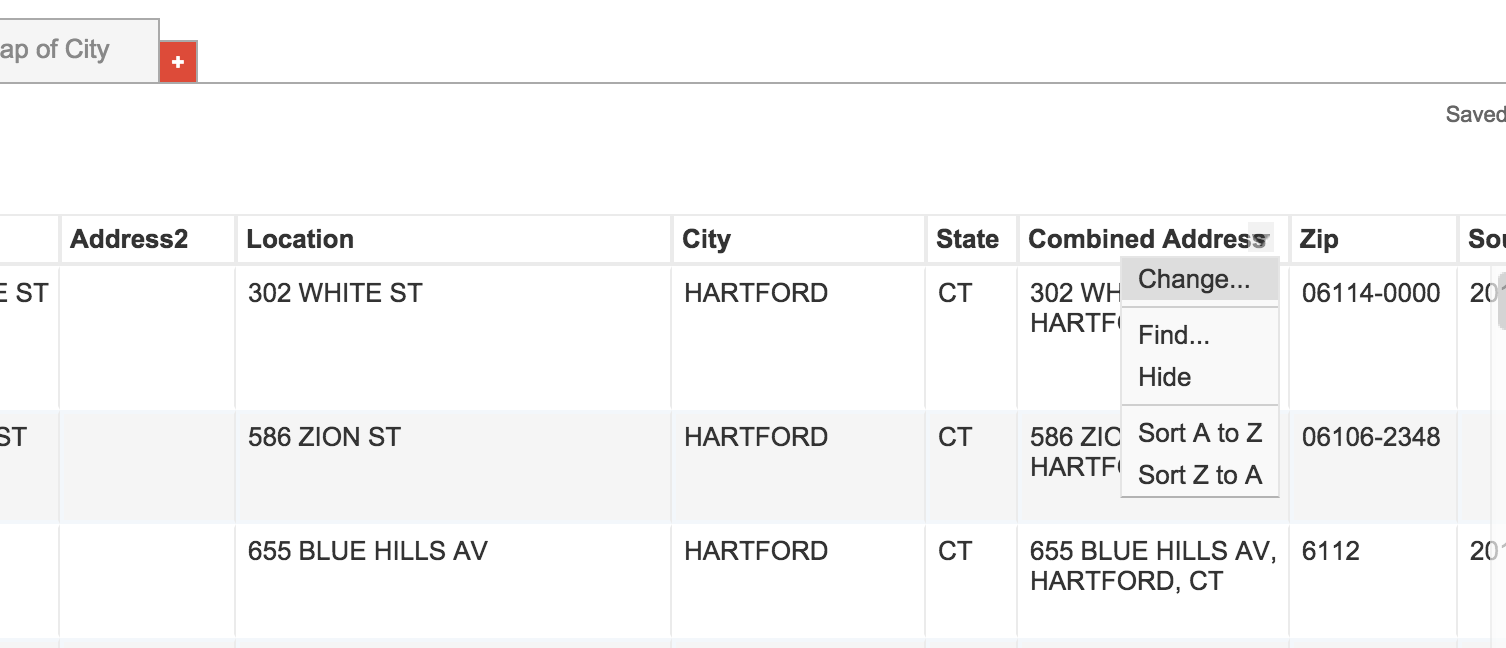 ap of City
+
Saved
Address2 Location City State Combined Address Zip Sou
E ST 302 WHITE ST HARTFORD CT 302 WH 06114-0000 20
HARTF
Change...
Find...
Hide
Sort A to Z
Sort Z to A
ST 586 ZION ST HARTFORD CT 586 ZIO 06106-2348
HARTF
655 BLUE HILLS AV HARTFORD CT 655 BLUE HILLS AV, 6112 20
HARTFORD, CT